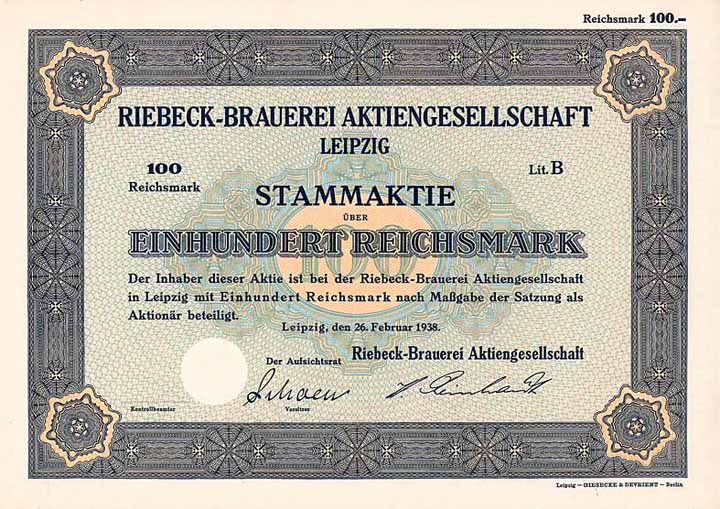 Reichsmark 100.–
RIEBECK-BRAUEREI AKTIENGESELLSCHAFT
LEIPZIG
100
Reichsmark
Lit. B
STAMMAKTIE
ÜBER
EINHUNDERT REICHSMARK
100
Der Inhaber dieser Aktie ist bei der Riebeck-Brauerei Aktiengesellschaft
in Leipzig mit Einhundert Reichsmark nach Maßgabe der Satzung als
Aktionär beteiligt.
Leipzig, den 26. Februar 1938.
Der Aufsichtsrat
Riebeck-Brauerei Aktiengesellschaft
Kontrollbeamter
Vorsitzer
Leipzig — GIESECKE & DEVRIENT — Berlin